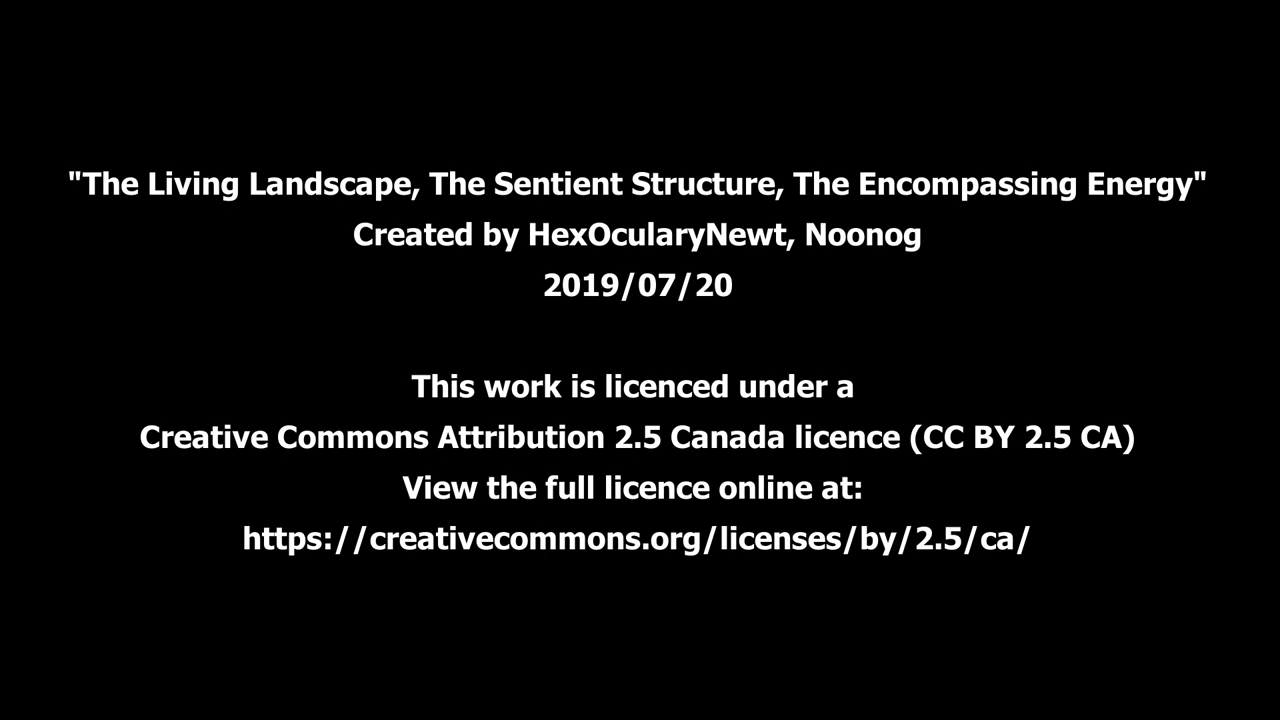 "The Living Landscape, The Sentient Structure, The Encompassing Energy"
Created by HexOcularyNewt, Noonog
2019/07/20
This work is licenced under a
Creative Commons Attribution 2.5 Canada licence (CC BY 2.5 CA)
View the full licence online at:
https://creativecommons.org/licenses/by/2.5/ca/